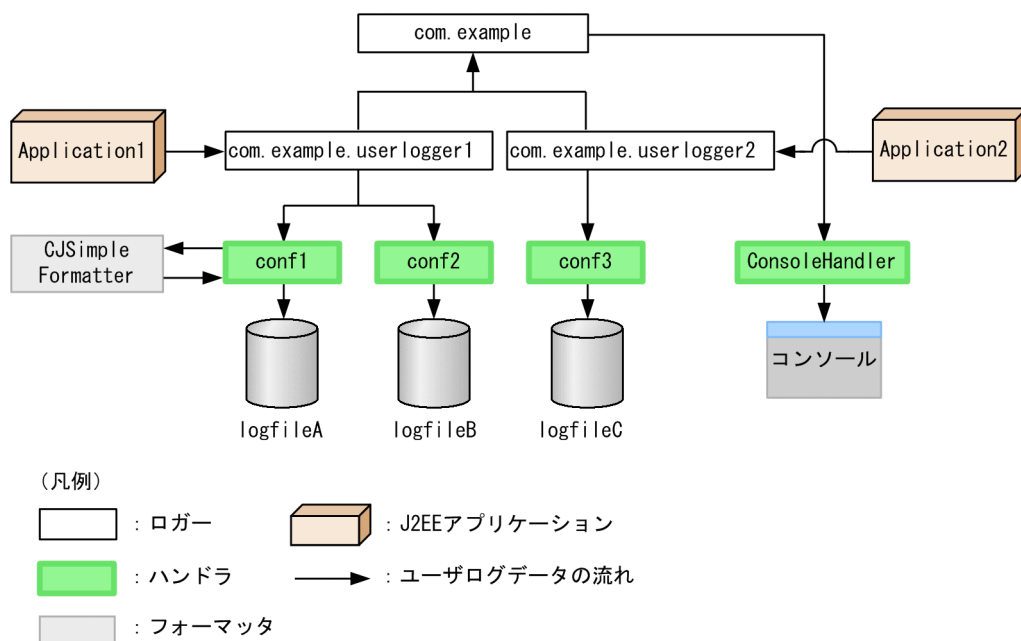 com.example
Application1
com.example.userlogger1
com.example.userlogger2
Application2
CJSimple
Formatter
conf1
conf2
conf3
ConsoleHandler
コンソール
logfileA
logfileB
logfileC
(凡例)
：ロガー
：J2EEアプリケーション
：ハンドラ
：ユーザログデータの流れ
：フォーマッタ